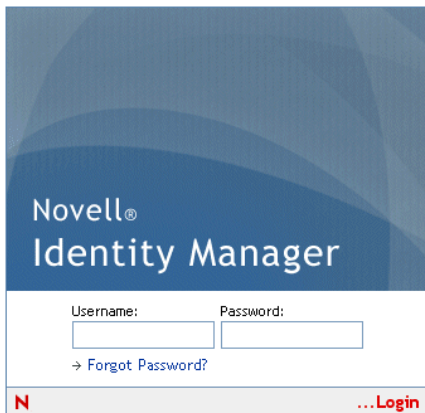 Novell®
Identity Manager
Username: Password:
→ Forgot Password?
N ...Login